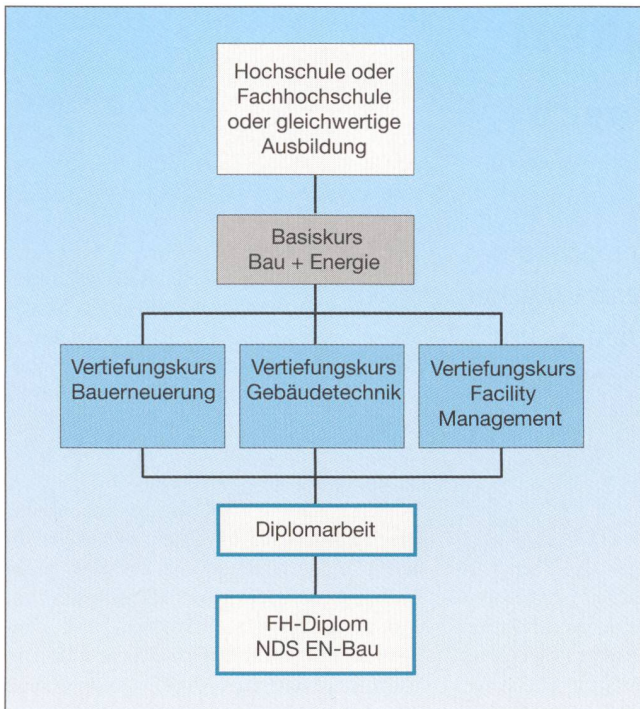 Hochschule oder
Fachhochschule
oder gleichwertige
Ausbildung
Basiskurs
Bau + Energie
Vertiefungskurs
Bauerneuerung
Vertiefungskurs
Gebäudetechnik
Vertiefungskurs
Facility
Management
Diplomarbeit
FH-Diplom
NDS EN-Bau